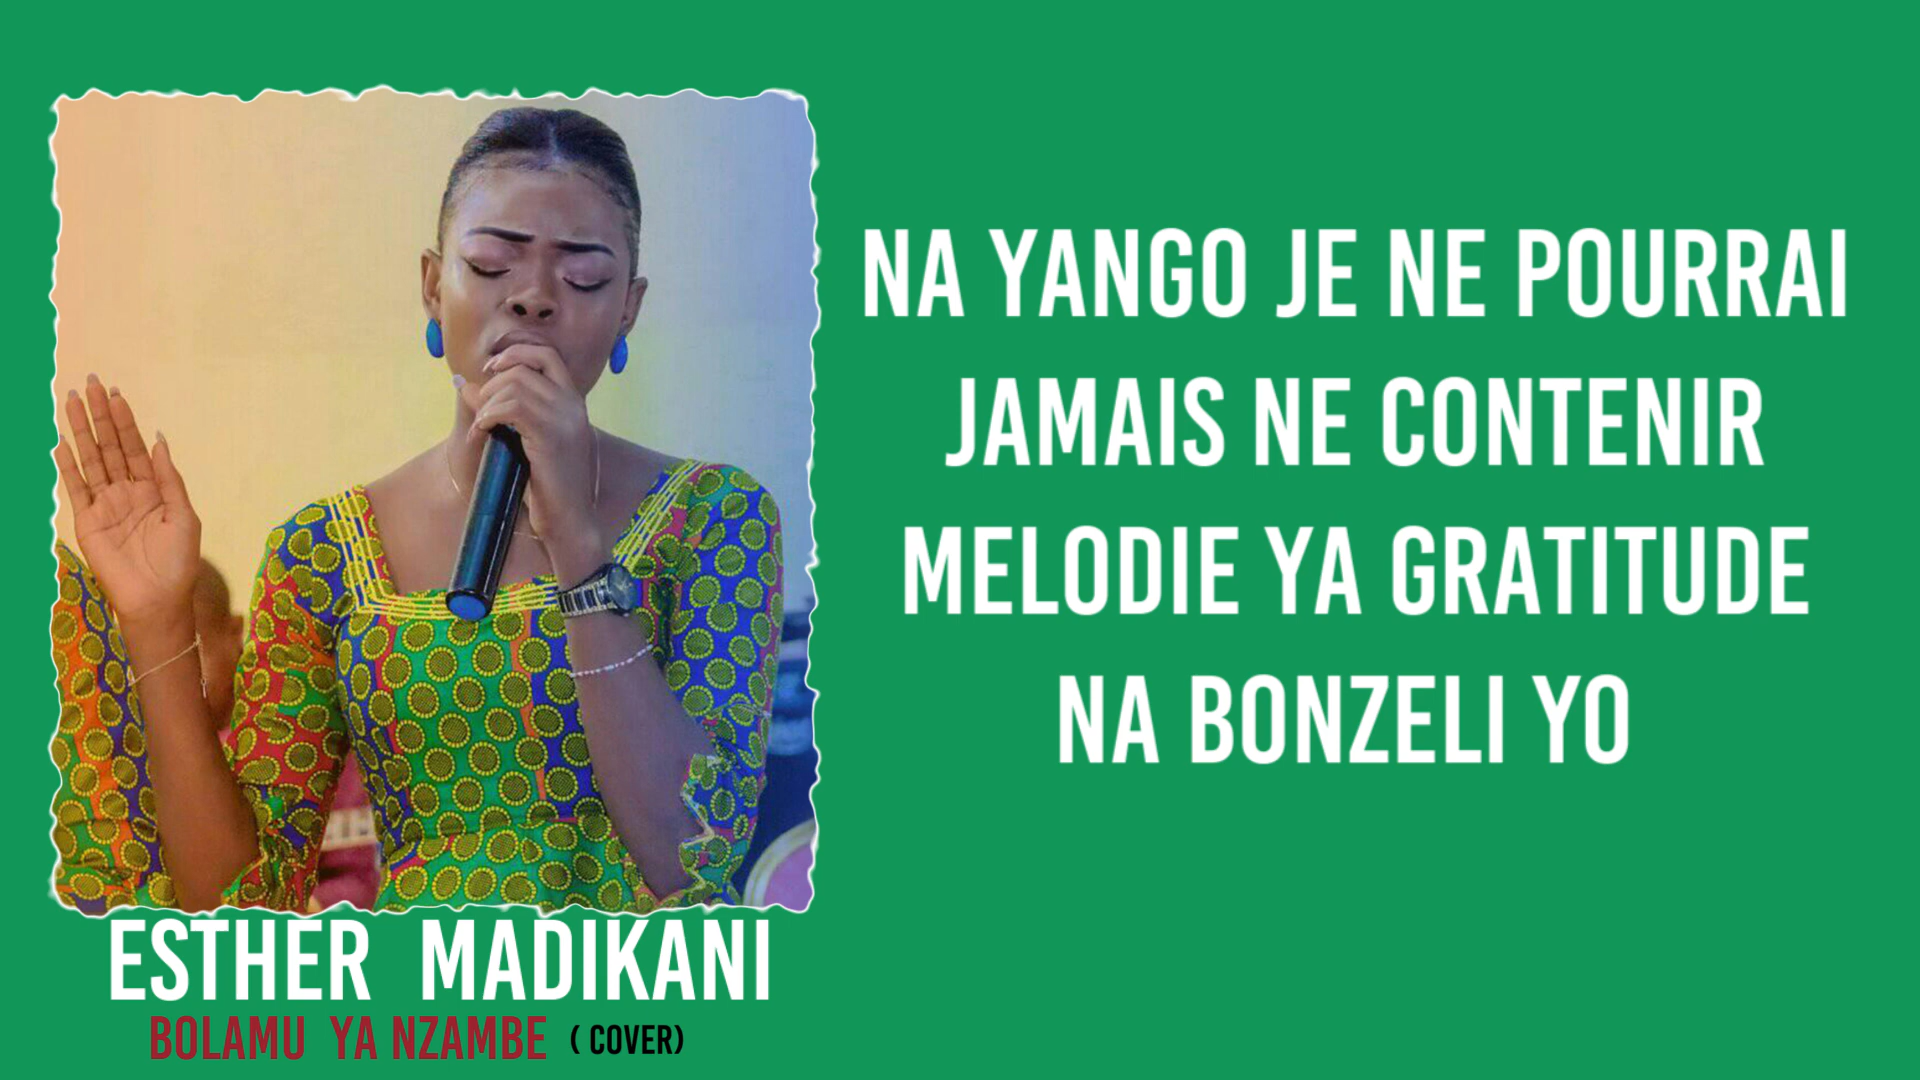 NA YANGO JE NE POURRAI
JAMAIS NE CONTENIR
MELODIE YA GRATITUDE
NA BONZELI YO
ESTHER MADIKANI
BOLAMU YA NZAMBE ( COVER)